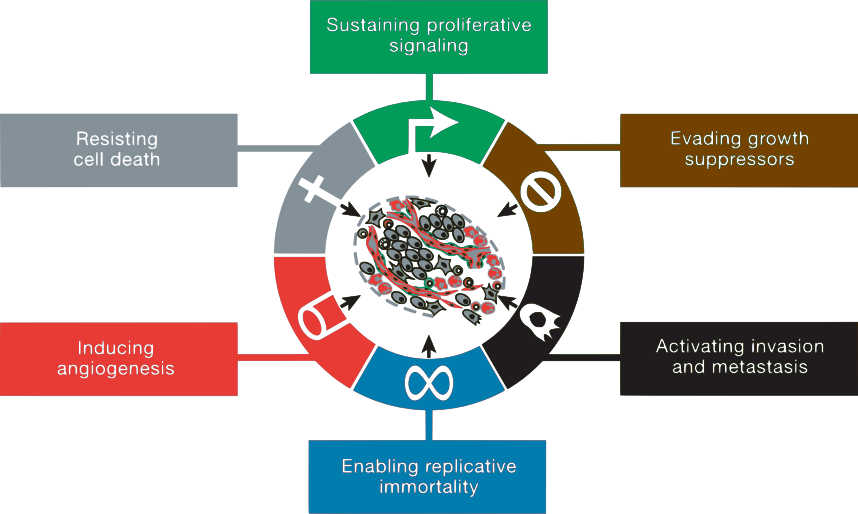 Sustaining proliferative
signaling
Resisting
cell death
Evading growth
suppressors
Inducing
angiogenesis
Activating invasion
and metastasis
Enabling replicative
immortality